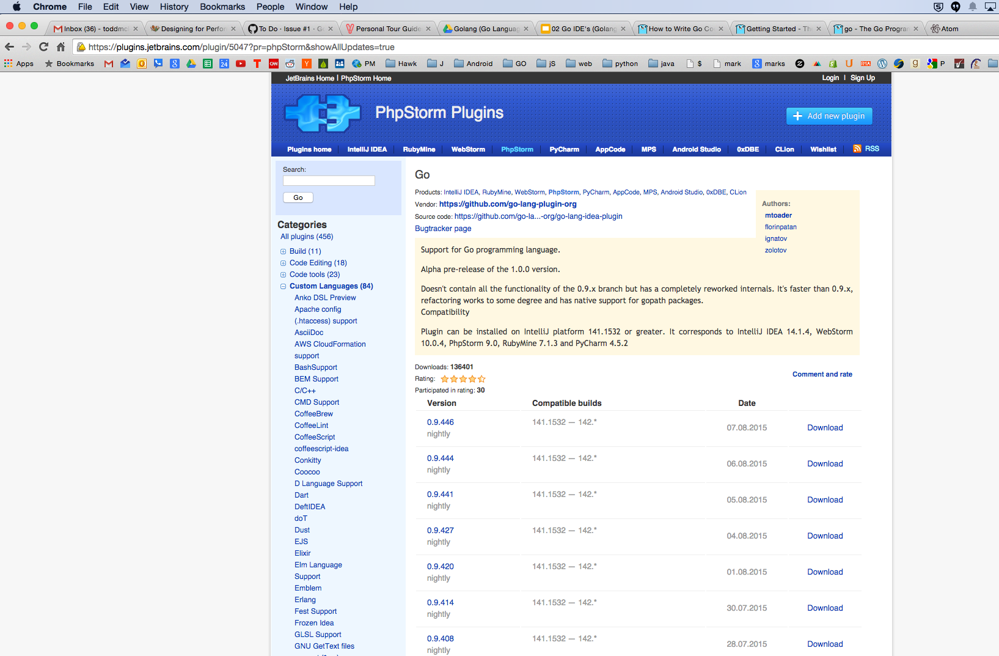 Chrome File Edit View History Bookmarks People Window Help
Inbox (36) - toddmc
Designing for Perfor
To Do · Issue #1 · G
Personal Tour Guide
Golang (Go Languag
02 Go IDE's (Golang
How to Write Go Co
Getting Started - Th
go - The Go Progra
Atom
https://plugins.jetbrains.com/plugin/5047?pr=phpStorm&showAllUpdates=true
Apps Bookmarks PM Hawk J Android GO jS web python java $ mark marks P
JetBrains Home | PhpStorm Home
Login | Sign Up
PhpStorm Plugins
Add new plugin
Plugins home IntelliJ IDEA RubyMine WebStorm PhpStorm PyCharm AppCode MPS Android Studio 0xDBE CLion Wishlist RSS
Search:
Go
Categories
All plugins (456)
Build (11)
Code Editing (18)
Code tools (23)
Custom Languages (84)
Anko DSL Preview
Apache config
(.htaccess) support
AsciiDoc
AWS CloudFormation
support
BashSupport
BEM Support
C/C++
CMD Support
CoffeeBrew
CoffeeLint
CoffeeScript
coffeescript-idea
Conkitty
Coocoo
D Language Support
Dart
DeftIDEA
doT
Dust
EJS
Elixir
Elm Language
Support
Emblem
Erlang
Fest Support
Frozen Idea
GLSL Support
GNU GetText files
Go
Products: IntelliJ IDEA, RubyMine, WebStorm, PhpStorm, PyCharm, AppCode, MPS, Android Studio, 0xDBE, CLion
Vendor: https://github.com/go-lang-plugin-org
Source code: https://github.com/go-la...-org/go-lang-idea-plugin
Bugtracker page
Authors:
mtoader
florinpatan
ignatov
zolotov
Support for Go programming language.
Alpha pre-release of the 1.0.0 version.
Doesn't contain all the functionality of the 0.9.x branch but has a completely reworked internals. It's faster than 0.9.x,
refactoring works to some degree and has native support for gopath packages.
Compatibility
Plugin can be installed on IntelliJ platform 141.1532 or greater. It corresponds to IntelliJ IDEA 14.1.4, WebStorm
10.0.4, PhpStorm 9.0, RubyMine 7.1.3 and PyCharm 4.5.2
Downloads: 136401
Rating:
Participated in rating: 30
Comment and rate
Version Compatible builds Date
0.9.446 141.1532 — 142.*
nightly
07.08.2015 Download
0.9.444 141.1532 — 142.*
nightly
06.08.2015 Download
0.9.441 141.1532 — 142.*
nightly
05.08.2015 Download
0.9.427 141.1532 — 142.*
nightly
04.08.2015 Download
0.9.420 141.1532 — 142.*
nightly
01.08.2015 Download
0.9.414 141.1532 — 142.*
nightly
30.07.2015 Download
0.9.408 141.1532 — 142.*
nightly
28.07.2015 Download